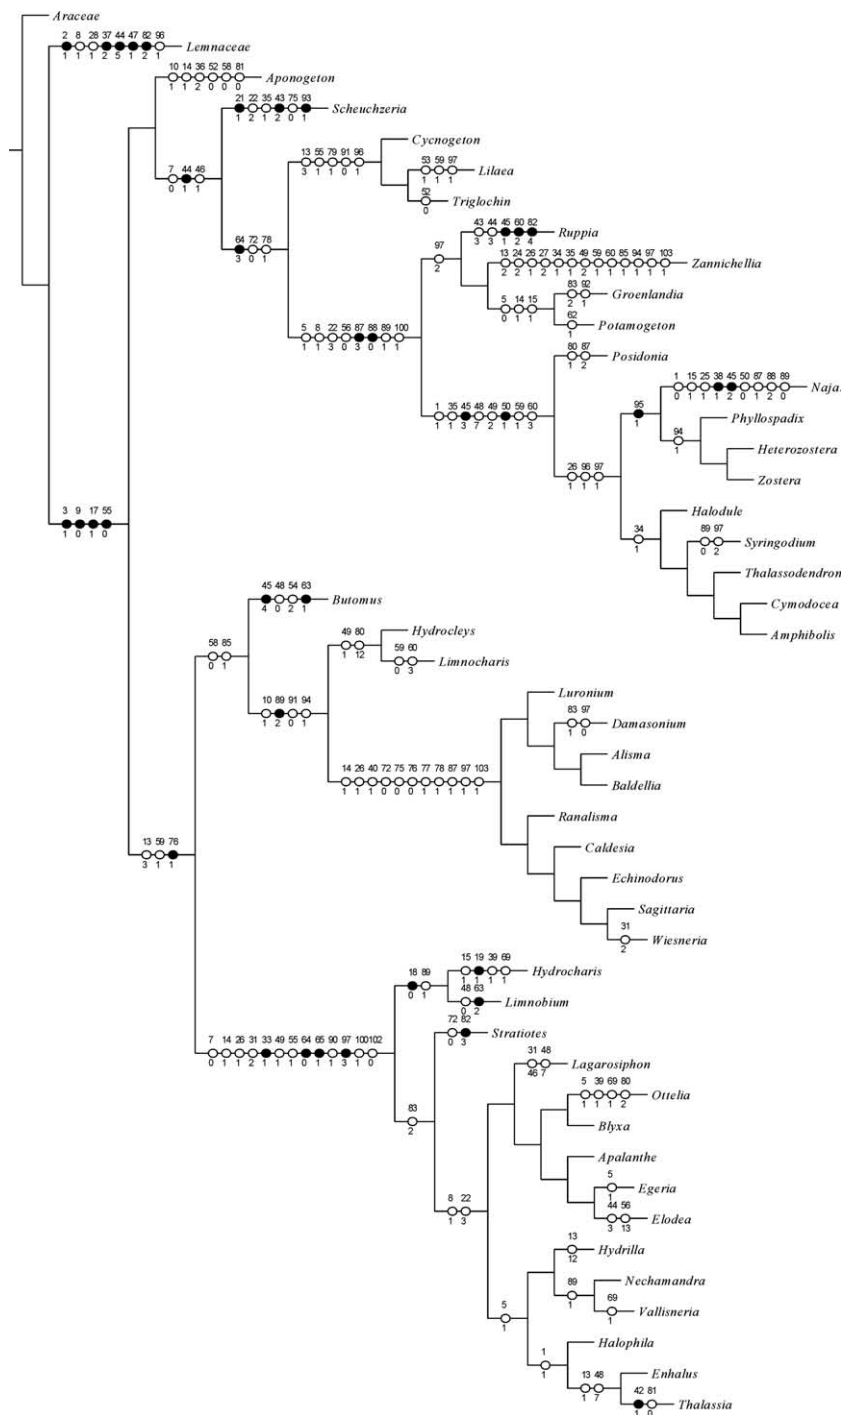 Araceae
2 8 28 37 44 47 82 96
Lemnaceae
1 1 1 2 5 1 2 1
10 14 36 52 58 81
Aponogeton
1 1 2 0 0 0
21 22 35 43 75 93
Scheuchzeria
1 2 1 2 0 1
Cycnogeton
13 55 79 91 96
3 1 1 0 1
53 59 97
Lilaea
1 1 1
7 44 46
0 1 1
52
Triglochin
0
43 44 45 60 82
Ruppia
3 3 1 2 4
64 72 78
3 0 1
97
2
13 24 26 27 34 35 49 59 60 85 94 97 103
Zannichellia
2 2 1 2 1 1 2 1 1 1 1 1 1
83 92
Groenlandia
2 1
5 14 15
0 1 1
62
Potamogeton
1
5 8 22 56 87 88 89 100
1 1 3 0 3 0 1 1
80 87
Posidonia
1 2
1 15 25 38 45 50 87 88 89
Najas
0 1 1 1 2 0 1 2 0
1 35 45 48 49 50 59 60
1 1 3 7 2 1 1 3
95
1
Phyllospadix
94
1
Heterozostera
26 96 97
1 1 1
Zostera
Halodule
3 9 17 55
1 0 1 0
34
1
89 97
Syringodium
0 2
Thalassodendron
45 48 54 63
Butomus
4 0 2 1
Cymodocea
Amphibolis
58 85
0 1
49 80
Hydrocleys
1 12
59 60
Limnocharis
0 3
10 89 91 94
1 2 0 1
Luronium
83 97
Damasonium
1 0
Alisma
14 26 40 72 75 76 77 78 87 97 103
1 1 1 0 0 0 1 1 1 1 1
Baldellia
Ranalisma
13 59 76
3 1 1
Caldesia
Echinodorus
Sagittaria
31
Wiesneria
2
15 19 39 69
Hydrocharis
1 1 1 1
18 89
0 1
48 63
Limnobium
0 2
72 82
Stratiotes
0 3
7 14 26 31 33 49 55 64 65 90 97 100 102
0 1 1 2 1 1 1 0 1 1 3 1 0
31 48
Lagarosiphon
46 7
5 39 69 80
Ottelia
1 1 1 2
83
2
Blyxa
Apalanthe
5
Egeria
1
8 22
1 3
44 56
Elodea
3 13
13
Hydrilla
12
Nechamandra
89
1
69
Vallisneria
1
5
1
Halophila
1
1
Enhalus
13 48
1 7
42 81
Thalassia
1 0